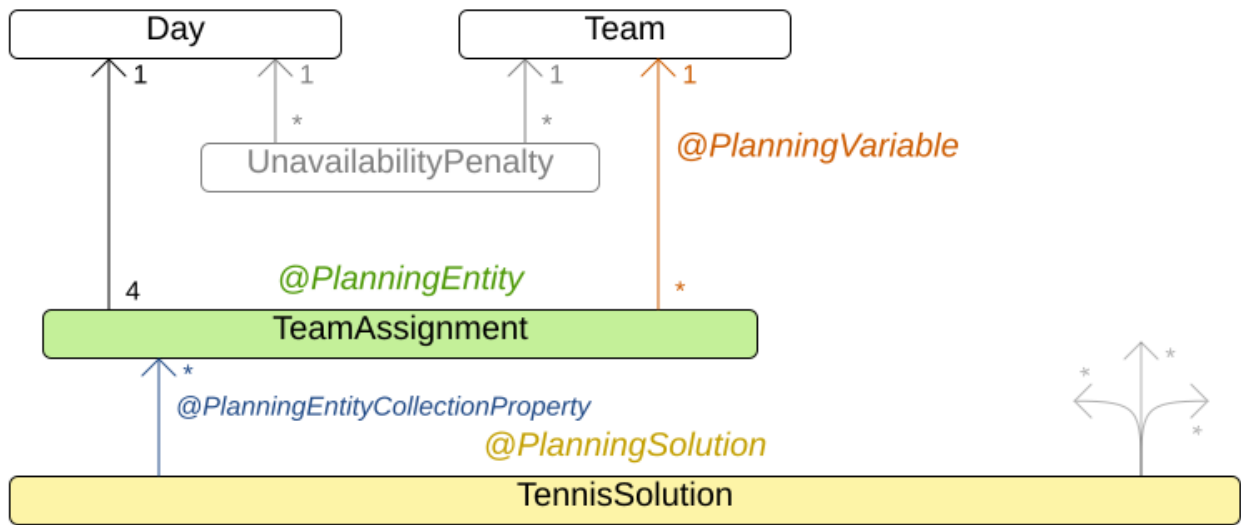 Day
Team
1
1
1
1
*
*
@PlanningVariable
UnavailabilityPenalty
@PlanningEntity
4
*
TeamAssignment
*
*
*
@PlanningEntityCollectionProperty
*
@PlanningSolution
TennisSolution